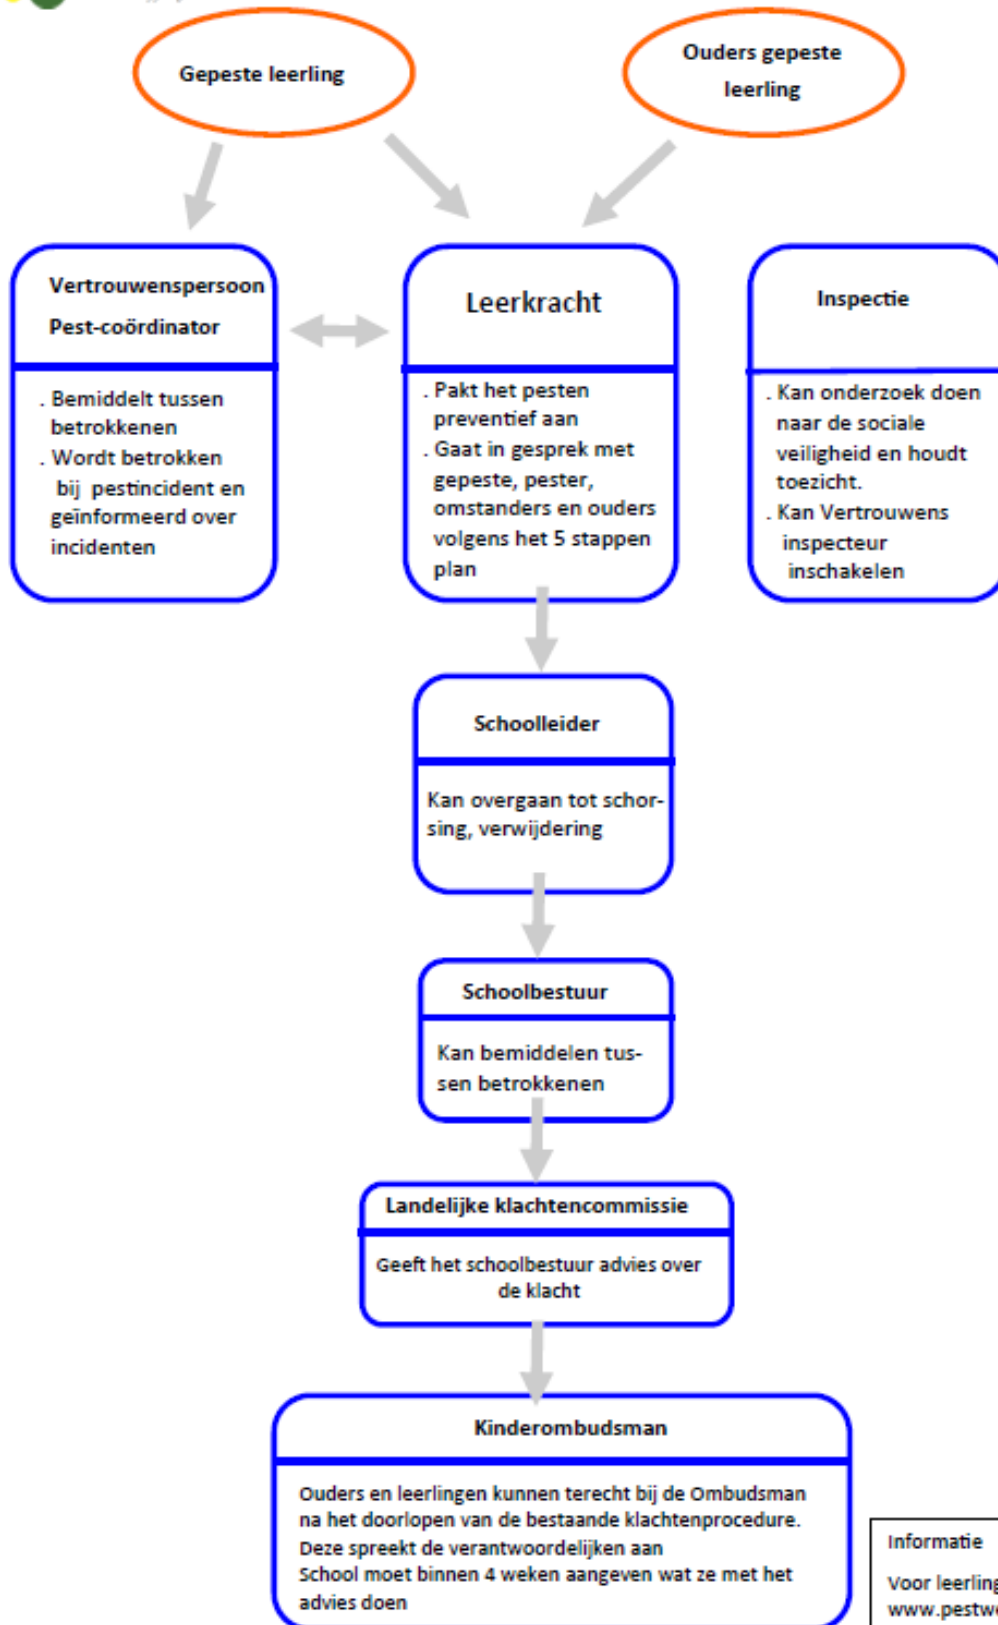 Gepeste leerling
Ouders gepeste
leerling
Vertrouwenspersoon
Pest-coördinator
. Bemiddelt tussen
betrokkenen
. Wordt betrokken
bij pestincident en
geïnformeerd over
incidenten
Leerkracht
. Pakt het pesten
preventief aan
. Gaat in gesprek met
gepeste, pester,
omstanders en ouders
volgens het 5 stappen
plan
Inspectie
. Kan onderzoek doen
naar de sociale
veiligheid en houdt
toezicht.
. Kan Vertrouwens
inspecteur
inschakelen
Schoolleider
Kan overgaan tot schor-
sing, verwijdering
Schoolbestuur
Kan bemiddelen tus-
sen betrokkenen
Landelijke klachtencommissie
Geeft het schoolbestuur advies over
de klacht
Kinderombudsman
Ouders en leerlingen kunnen terecht bij de Ombudsman
na het doorlopen van de bestaande klachtenprocedure.
Deze spreekt de verantwoordelijken aan
School moet binnen 4 weken aangeven wat ze met het
advies doen
Informatie
Voor leerling
www.pestwe